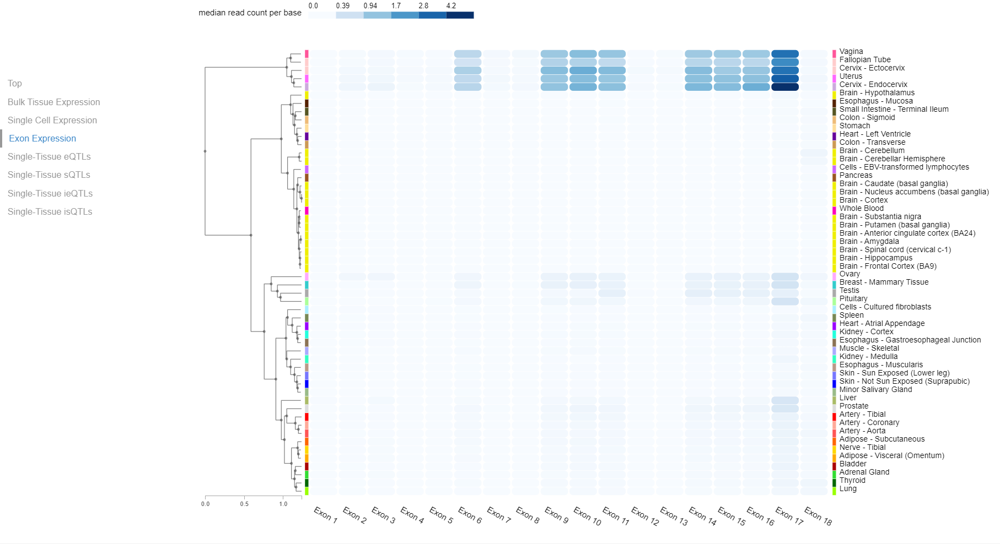 median read count per base
0.0 0.39 0.94 1.7 2.8 4.2
Top
Bulk Tissue Expression
Single Cell Expression
Exon Expression
Single-Tissue eQTLs
Single-Tissue sQTLs
Single-Tissue ieQTLs
Single-Tissue isQTLs
Vagina
Fallopian Tube
Cervix - Ectocervix
Uterus
Cervix - Endocervix
Brain - Hypothalamus
Esophagus - Mucosa
Small Intestine - Terminal Ileum
Colon - Sigmoid
Stomach
Heart - Left Ventricle
Colon - Transverse
Brain - Cerebellum
Brain - Cerebellar Hemisphere
Cells - EBV-transformed lymphocytes
Pancreas
Brain - Caudate (basal ganglia)
Brain - Nucleus accumbens (basal ganglia)
Brain - Cortex
Whole Blood
Brain - Substantia nigra
Brain - Putamen (basal ganglia)
Brain - Anterior cingulate cortex (BA24)
Brain - Amygdala
Brain - Spinal cord (cervical c-1)
Brain - Hippocampus
Brain - Frontal Cortex (BA9)
Ovary
Breast - Mammary Tissue
Testis
Pituitary
Cells - Cultured fibroblasts
Spleen
Heart - Atrial Appendage
Kidney - Cortex
Esophagus - Gastroesophageal Junction
Muscle - Skeletal
Kidney - Medulla
Esophagus - Muscularis
Skin - Sun Exposed (Lower leg)
Skin - Not Sun Exposed (Suprapubic)
Minor Salivary Gland
Liver
Prostate
Artery - Tibial
Artery - Coronary
Artery - Aorta
Adipose - Subcutaneous
Nerve - Tibial
Adipose - Visceral (Omentum)
Bladder
Adrenal Gland
Thyroid
Lung
0.0 0.5 1.0
Exon 1
Exon 2
Exon 3
Exon 4
Exon 5
Exon 6
Exon 7
Exon 8
Exon 9
Exon 10
Exon 11
Exon 12
Exon 13
Exon 14
Exon 15
Exon 16
Exon 17
Exon 18